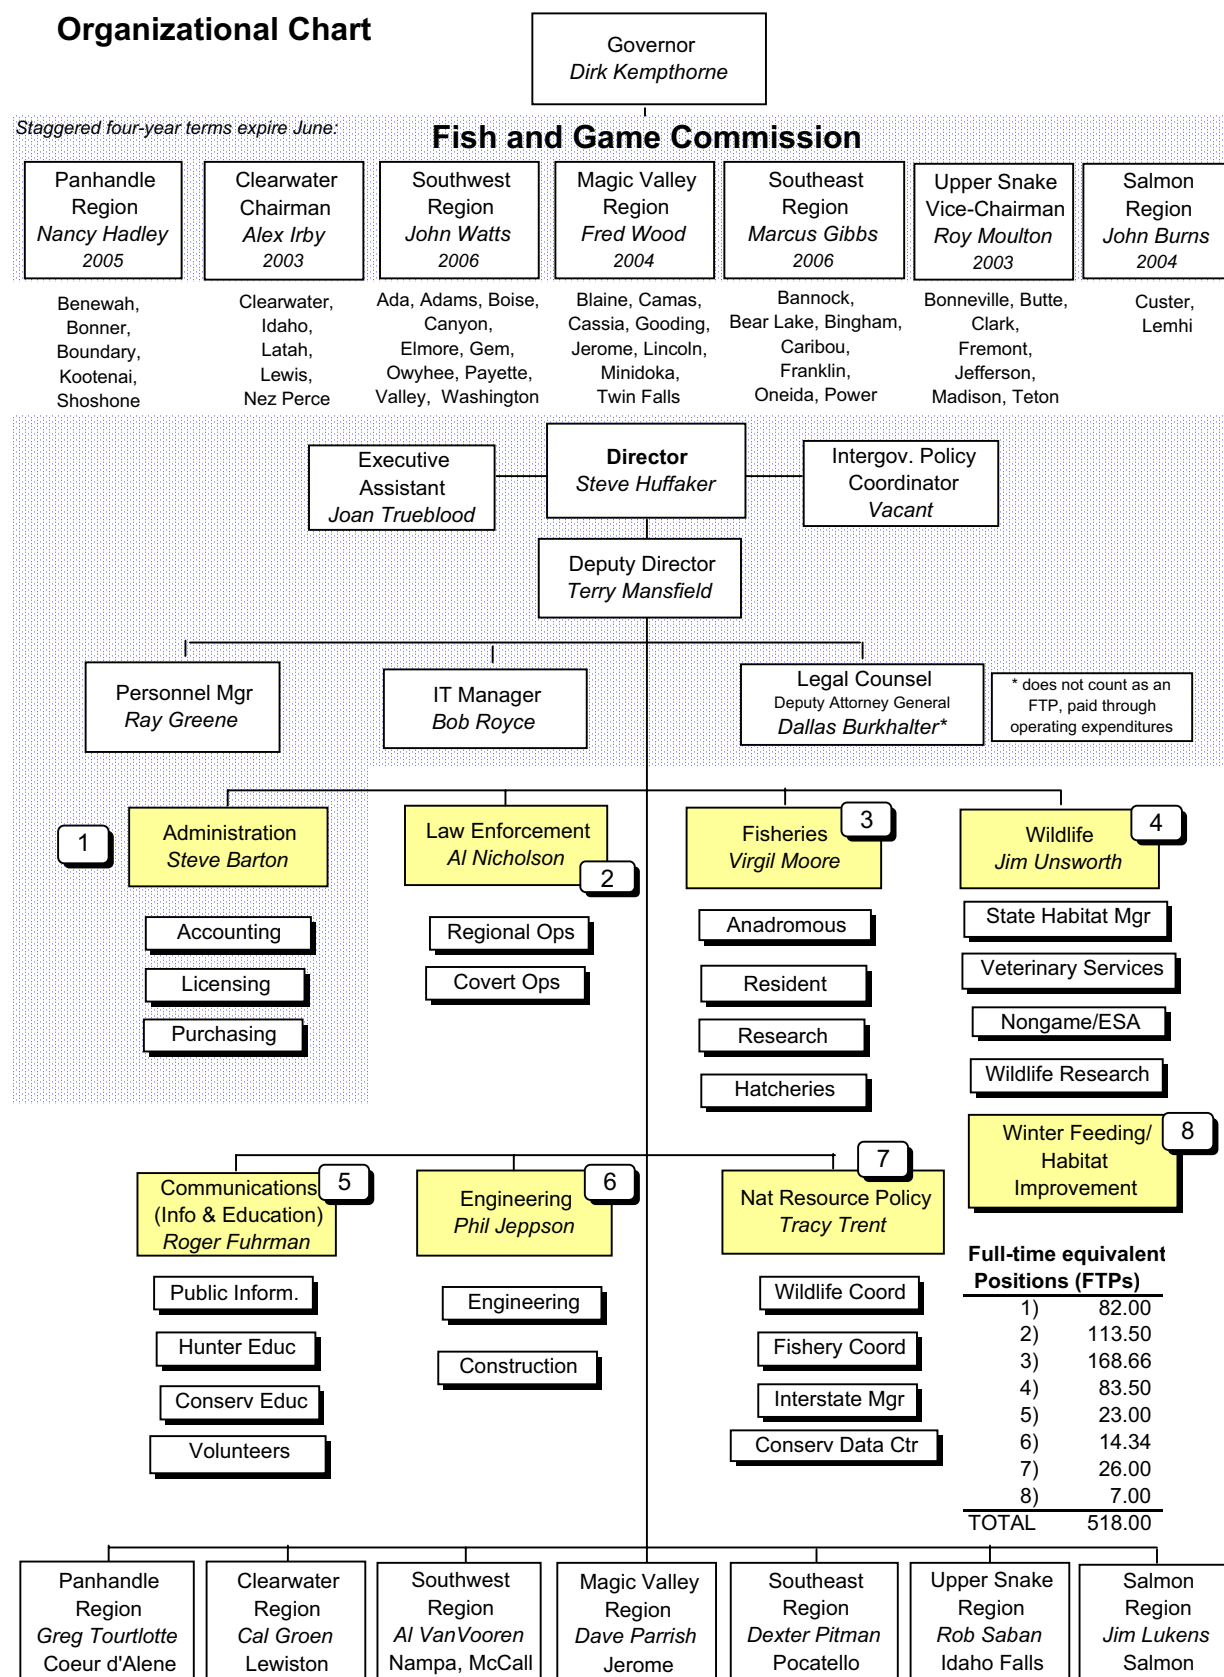 Organizational Chart
Governor
Dirk Kempthorne
Staggered four-year terms expire June:
Fish and Game Commission
Panhandle
Region
Nancy Hadley
2005
Clearwater
Chairman
Alex Irby
2003
Southwest
Region
John Watts
2006
Magic Valley
Region
Fred Wood
2004
Southeast
Region
Marcus Gibbs
2006
Upper Snake
Vice-Chairman
Roy Moulton
2003
Salmon
Region
John Burns
2004
Benewah,
Bonner,
Boundary,
Kootenai,
Shoshone
Clearwater,
Idaho,
Latah,
Lewis,
Nez Perce
Ada, Adams, Boise,
Canyon,
Elmore, Gem,
Owyhee, Payette,
Valley, Washington
Blaine, Camas,
Cassia, Gooding,
Jerome, Lincoln,
Minidoka,
Twin Falls
Bannock,
Bear Lake, Bingham,
Caribou,
Franklin,
Oneida, Power
Bonneville, Butte,
Clark,
Fremont,
Jefferson,
Madison, Teton
Custer,
Lemhi
Executive
Assistant
Joan Trueblood
Director
Steve Huffaker
Intergov. Policy
Coordinator
Vacant
Deputy Director
Terry Mansfield
Personnel Mgr
Ray Greene
IT Manager
Bob Royce
Legal Counsel
Deputy Attorney General
Dallas Burkhalter*
* does not count as an
FTP, paid through
operating expenditures
1
Administration
Steve Barton
Accounting
Licensing
Purchasing
Law Enforcement
Al Nicholson
2
Regional Ops
Covert Ops
3
Fisheries
Virgil Moore
Anadromous
Resident
Research
Hatcheries
4
Wildlife
Jim Unsworth
State Habitat Mgr
Veterinary Services
Nongame/ESA
Wildlife Research
8
Winter Feeding/
Habitat
Improvement
5
Communications
(Info & Education)
Roger Fuhrman
Public Inform.
Hunter Educ
Conserv Educ
Volunteers
6
Engineering
Phil Jeppson
Engineering
Construction
7
Nat Resource Policy
Tracy Trent
Wildlife Coord
Fishery Coord
Interstate Mgr
Conserv Data Ctr
Full-time equivalent
Positions (FTPs)
1) 82.00
2) 113.50
3) 168.66
4) 83.50
5) 23.00
6) 14.34
7) 26.00
8) 7.00
TOTAL 518.00
Panhandle
Region
Greg Tourtlotte
Coeur d'Alene
Clearwater
Region
Cal Groen
Lewiston
Southwest
Region
Al VanVooren
Nampa, McCall
Magic Valley
Region
Dave Parrish
Jerome
Southeast
Region
Dexter Pitman
Pocatello
Upper Snake
Region
Rob Saban
Idaho Falls
Salmon
Region
Jim Lukens
Salmon